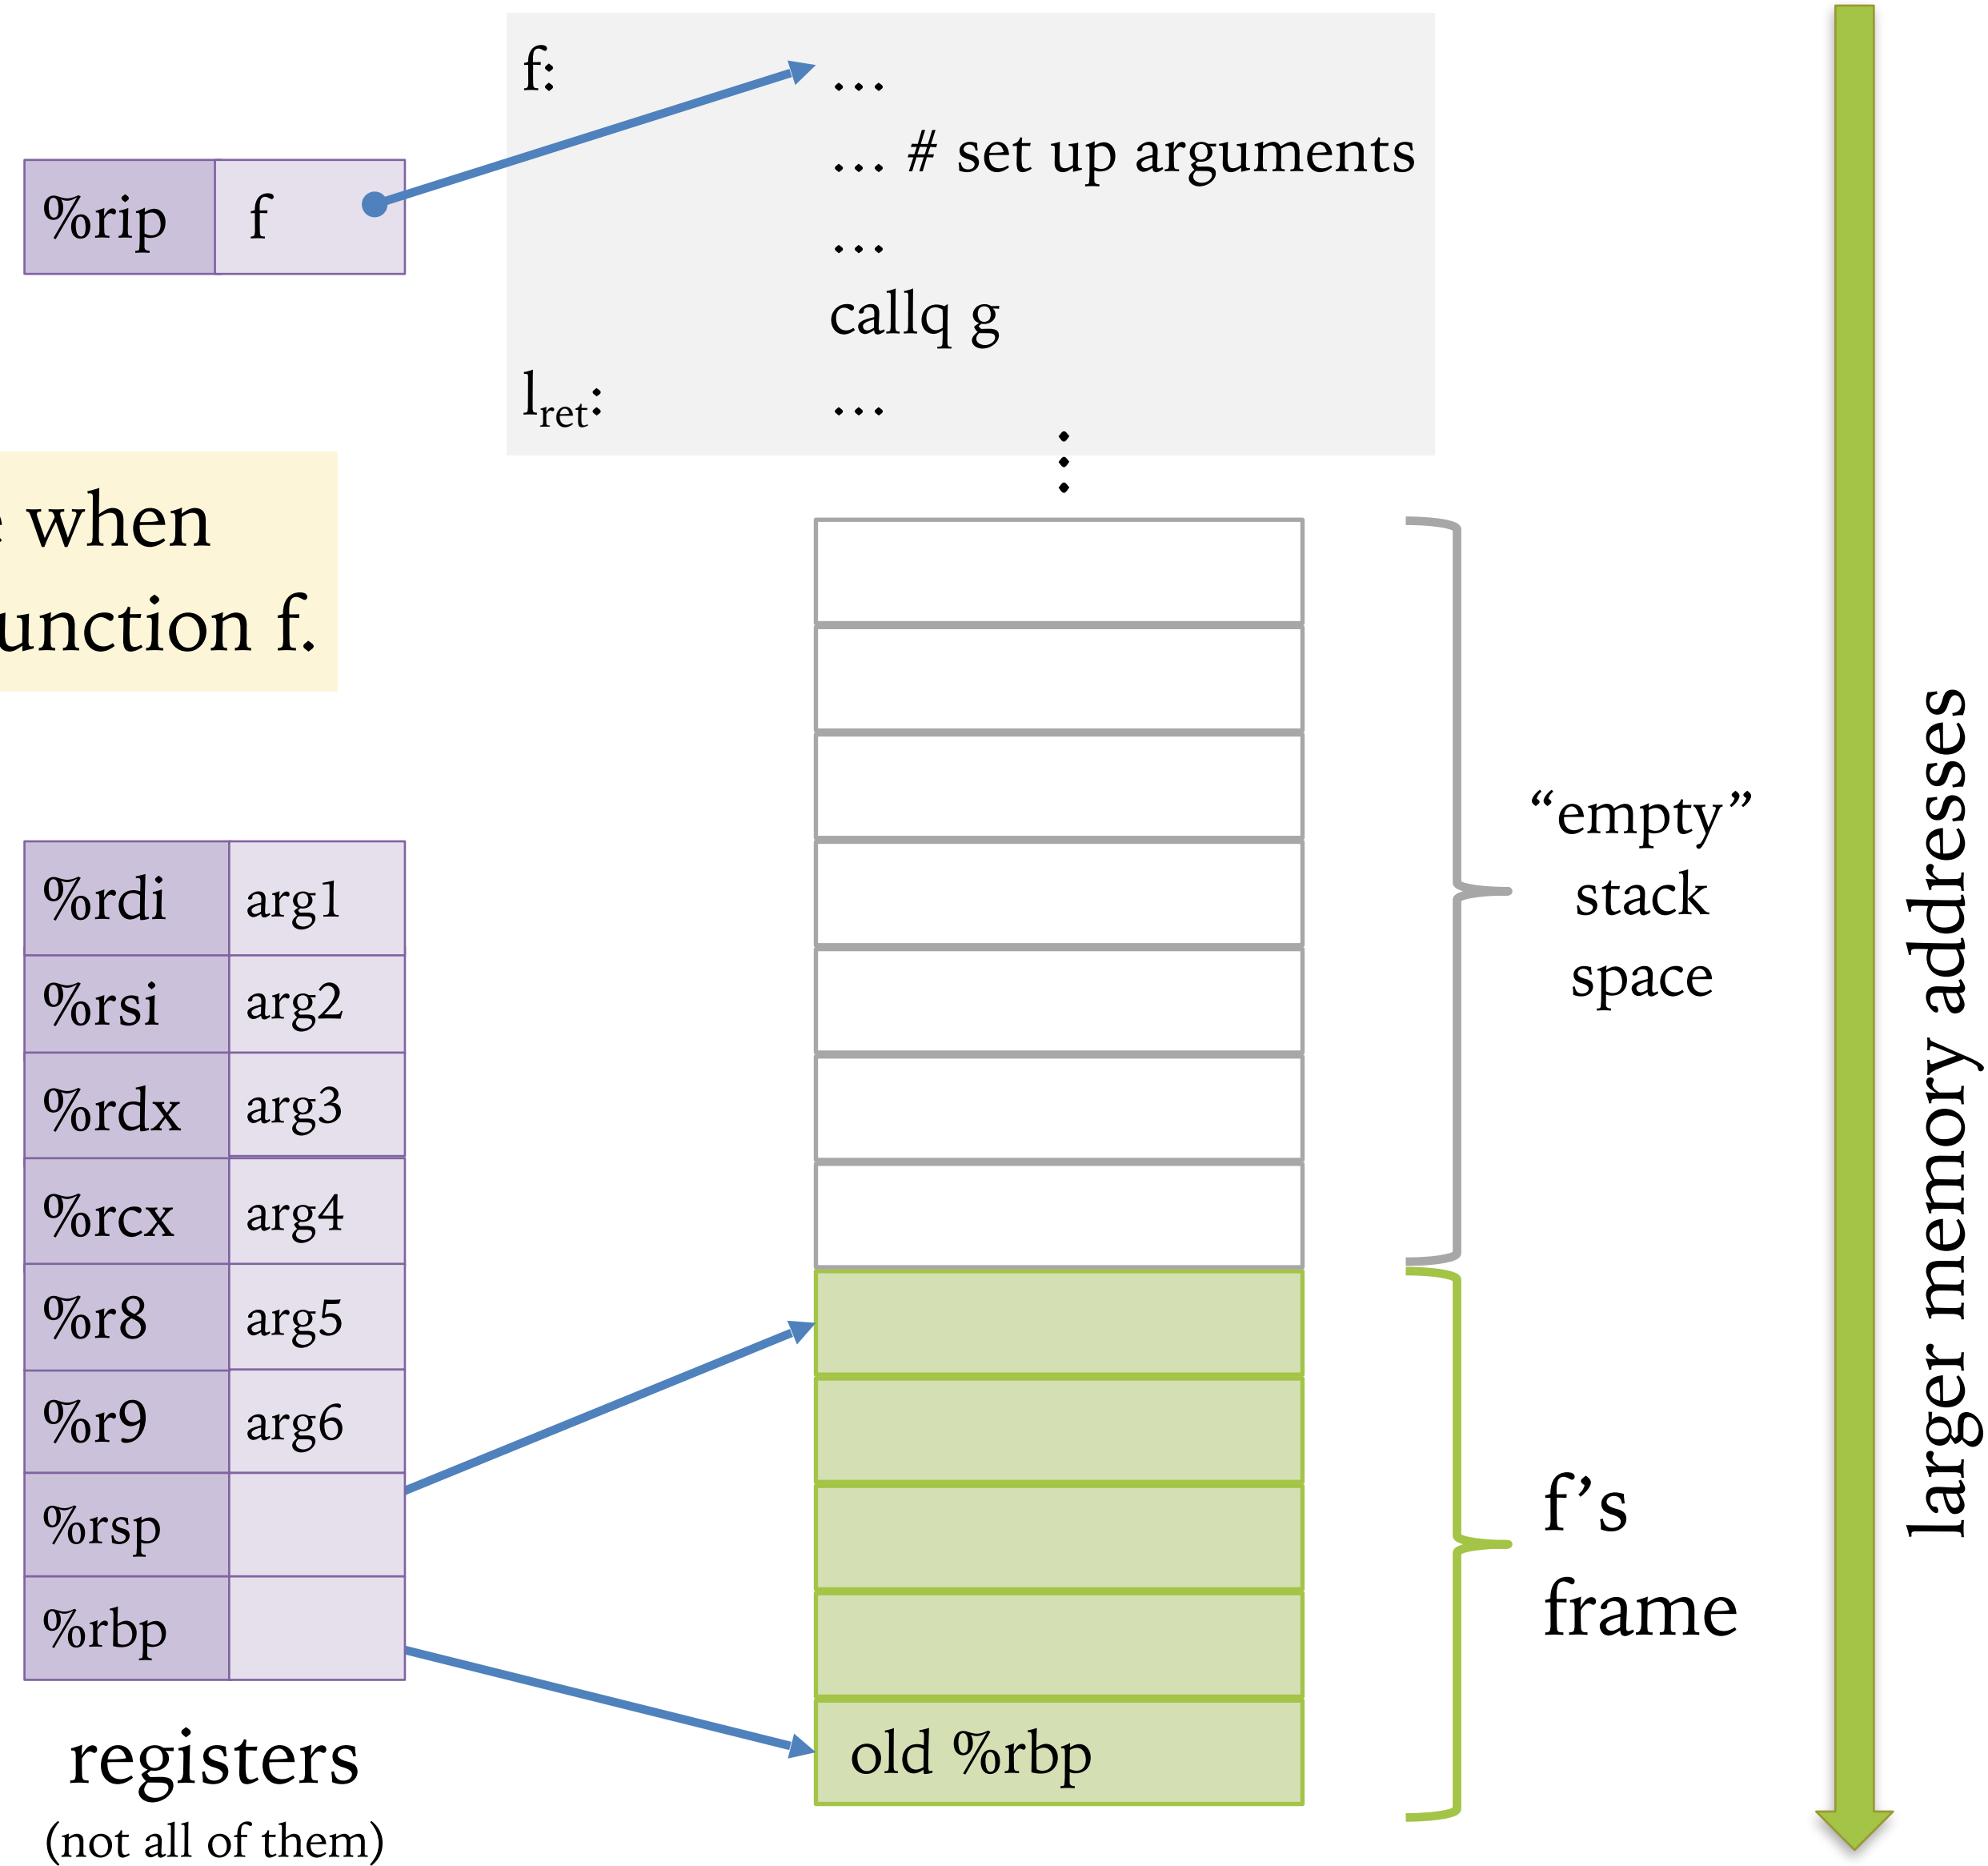 f: …
… # set up arguments
…
callq g
lret: …
⋮
%rip f
when
function f.
%rdi arg1
%rsi arg2
%rdx arg3
%rcx arg4
%r8 arg5
%r9 arg6
%rsp
%rbp
registers
(not all of them)
old %rbp
“empty”
stack
space
f’s
frame
larger memory addresses